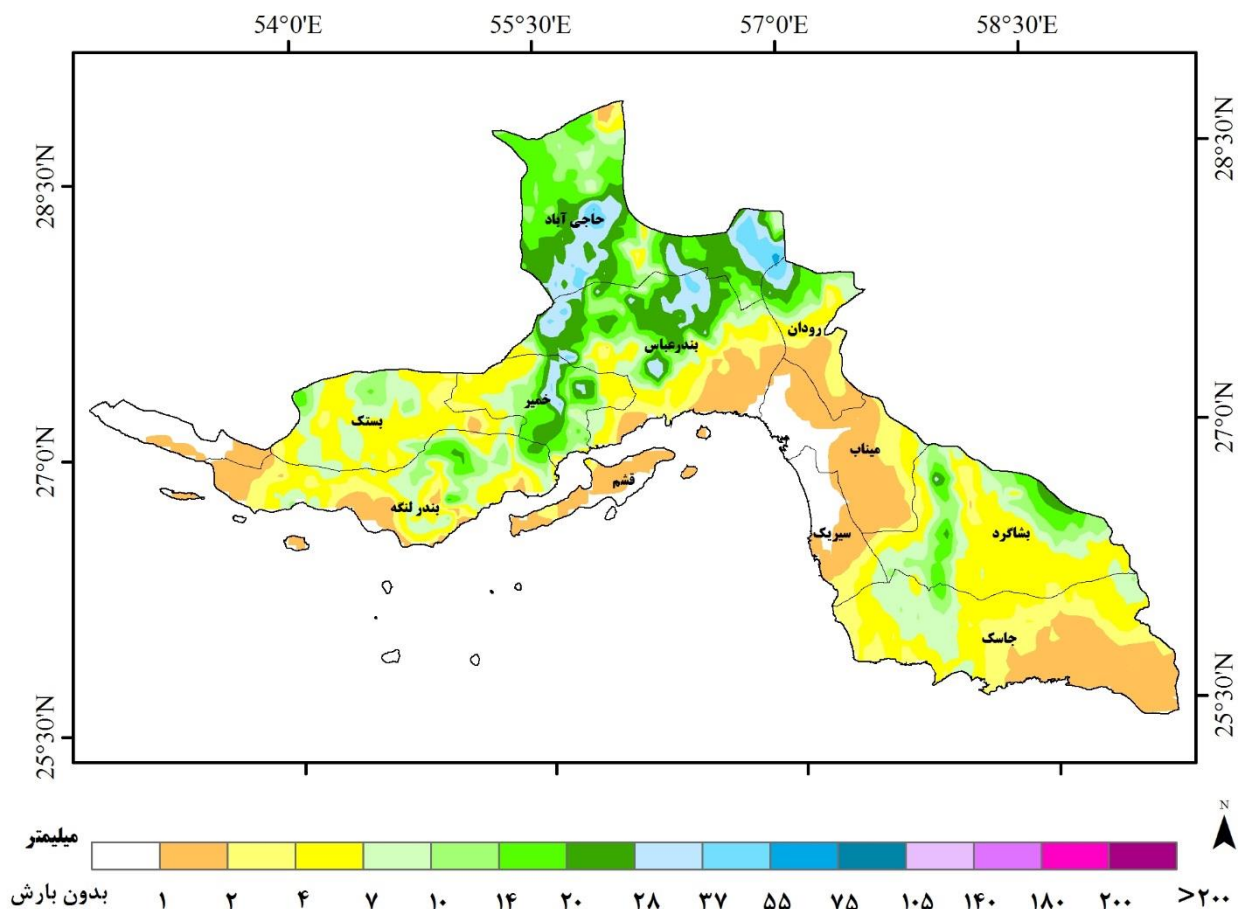 54°0'E 55°30'E 57°0'E 58°30'E
28°30'N
28°30'N
حاجی آباد
رودان
بندرعباس
خمیر
بستک
27°0'N
27°0'N
میناب
قشم
بندر لنگه
سیریک
بشاگرد
جاسک
25°30'N
25°30'N
N
میلیمتر
بدون بارش ۱ ۲ ۴ ۷ ۱۰ ۱۴ ۲۰ ۲۸ ۳۷ ۵۵ ۷۵ ۱۰۵ ۱۴۰ ۱۸۰ ۲۰۰ >۲۰۰